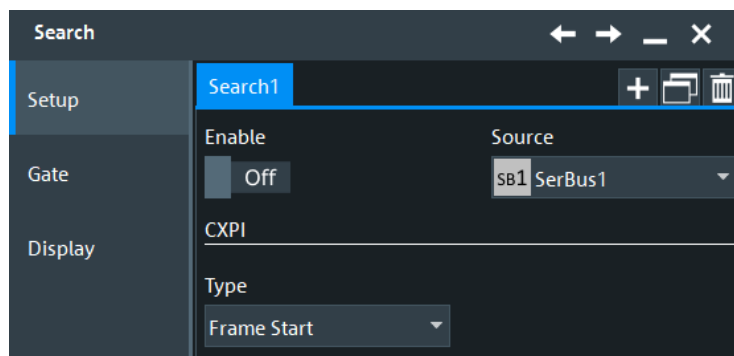 Search
Setup
Gate
Display
Search1
Enable
Off
Source
SB1 SerBus1
CXPI
Type
Frame Start